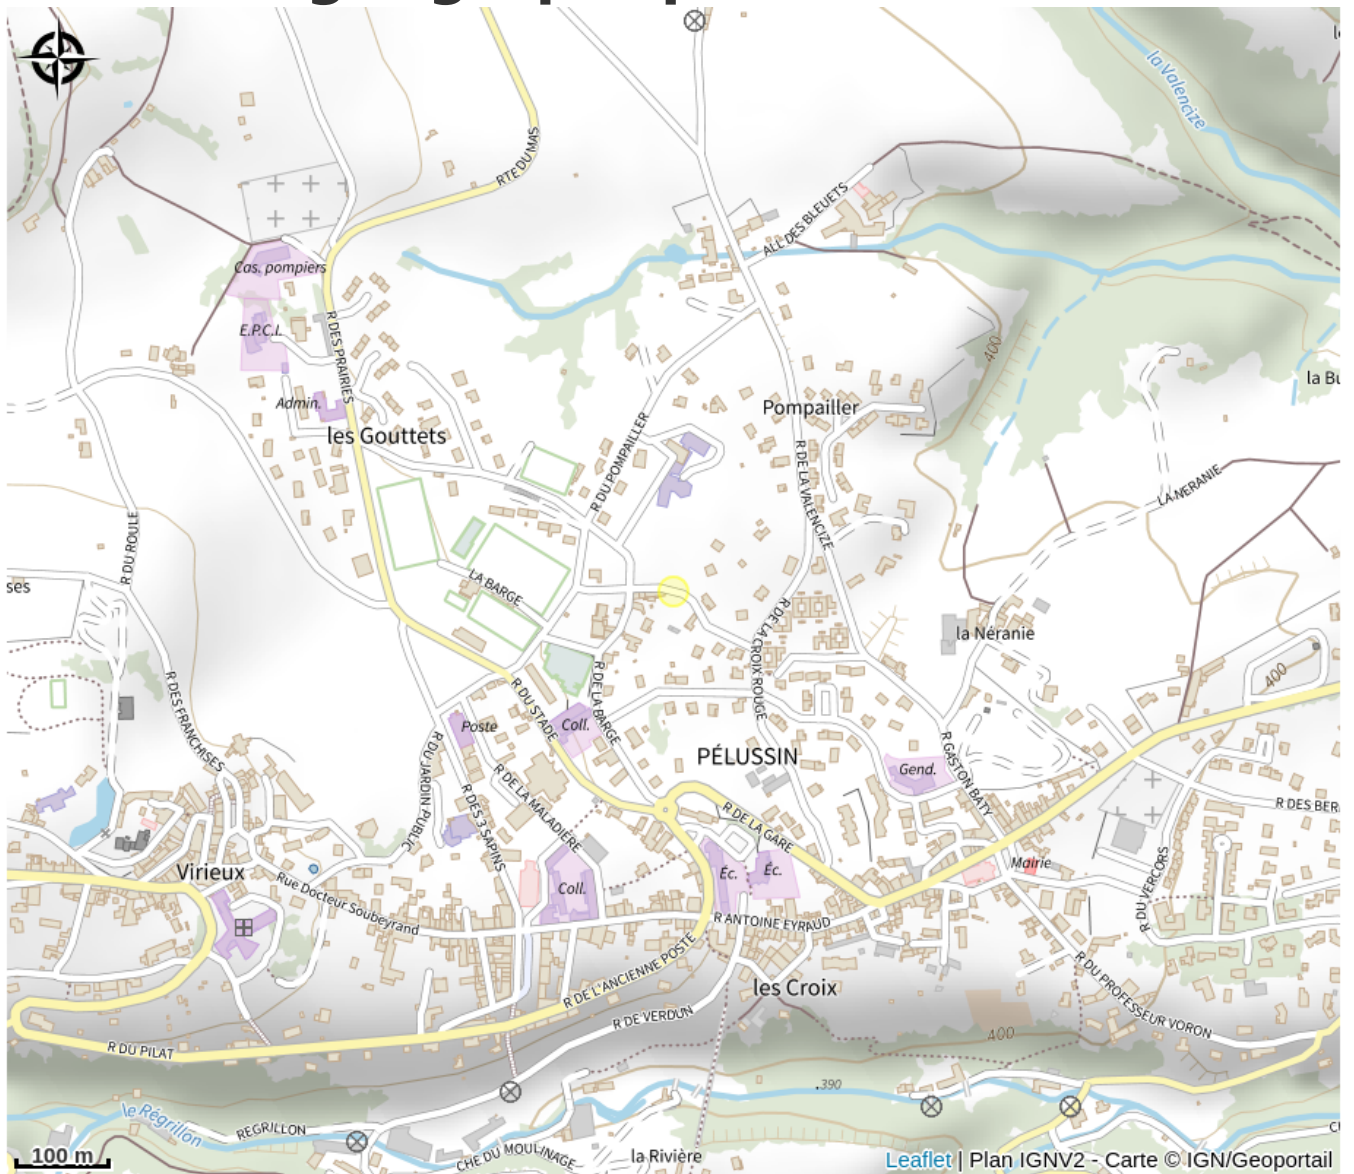 la Valencize
RTE DU MAS
ALL DES BLEUETS
Cas. pompiers
E.P.C.I.
R DES PRAIRIES
400
la Bu
Admin.
Pompailler
les Gouttets
R DU POMPAILLER
R DE LA VALENCIZE
LA NERANIE
R DU ROULE
ses
LA BARGE
R DE LA CROIX ROUGE
la Néranie
R DES FRANCHISES
R DE LA BARGE
400
R DU STADE
Poste
Coll.
R DU JARDIN PUBLIC
PÉLUSSIN
R GASTON BATY
Gend.
R DE LA MALADIÈRE
R DES 3 SAPINS
R DE LA GARE
R DES BER
Virieux
Rue Docteur Soubeyrand
Coll.
Éc.
Éc.
Mairie
R DU VERCORS
R ANTOINE EYRAUD
R DE L'ANCIENNE POSTE
les Croix
R DE VERDUN
R DU PROFESSEUR VORON
R DU PILAT
400
.390
le Régrillon
REGRILLON
CHE DU MOULINAGE
la Rivière
100 m
Leaflet | Plan IGNV2 - Carte © IGN/Geoportail